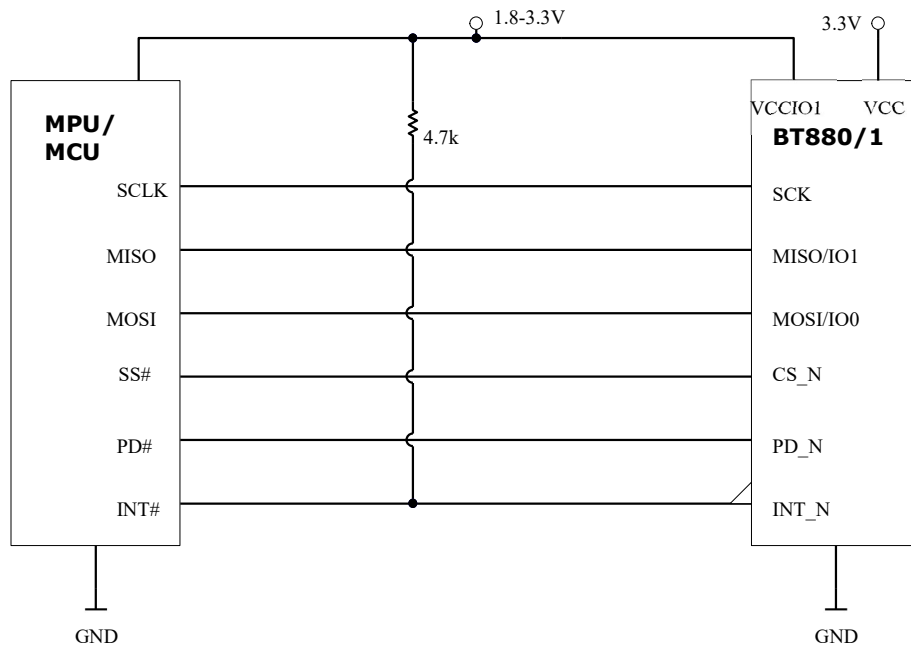 1.8-3.3V
3.3V
MPU/
MCU
4.7k
VCCIO1 VCC
BT880/1
SCLK
SCK
MISO
MISO/IO1
MOSI
MOSI/IO0
SS#
CS_N
PD#
PD_N
INT#
INT_N
GND
GND